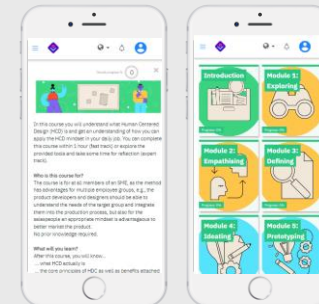 In this course you will understand what Human-Centered
Design (HCD) is and get an understanding of how you can
apply the HCD mindset in your daily job. You can complete
this course within 1 hour (fast track) or explore the
provided tools and take some time for reflection (expert
track).
Who is this course for?
The course is for all members of an SME, as the method
has advantages for multiple employee groups, e.g., the
product developers and designers should be able to
understand the needs of the target group and integrate
them into the production process, but also for the
salespeople an appropriate mindset is advantageous to
better market the product.
No prior knowledge required.
What will you learn?
After this course, you will know...
... what HCD actually is
... the core principles of HDC as well as benefits attached
Introduction
Module 1:
Exploring
Module 2:
Empathising
Module 3:
Defining
Module 4:
Ideating
Module 5:
Prototyping